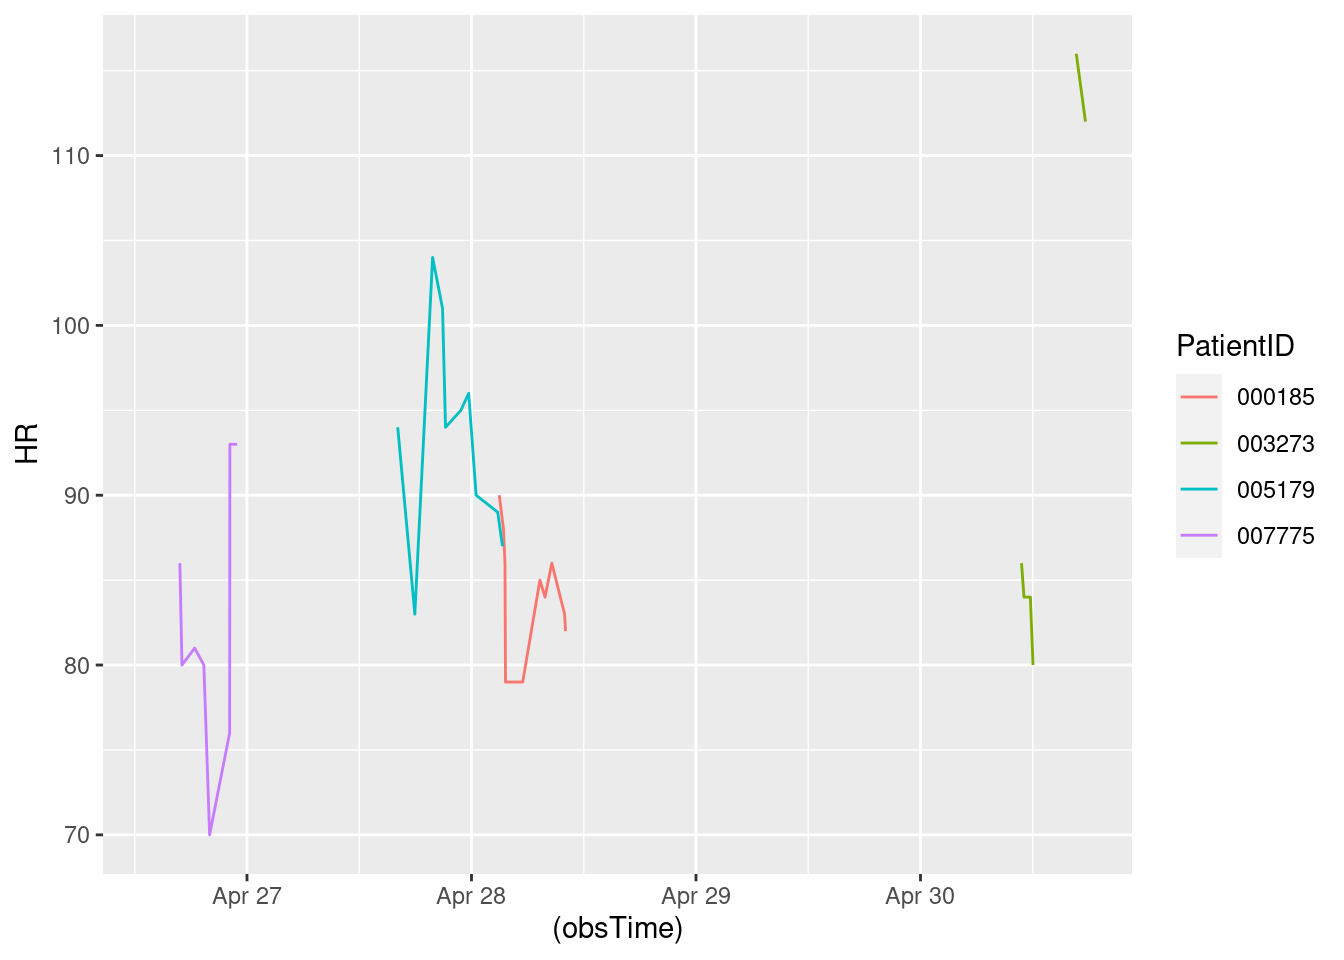 HR
110
100
90
80
70
Apr 27
Apr 28
Apr 29
Apr 30
(obsTime)
PatientID
000185
003273
005179
007775